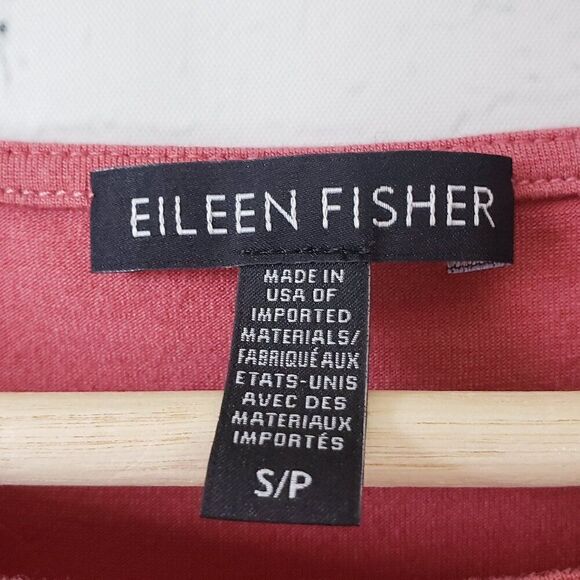 EILEEN FISHER
MADE IN
USA OF
IMPORTED
MATERIALS/
FABRIQUÉ AUX
ETATS-UNIS
AVEC DES
MATERIAUX
IMPORTÉS
S/P